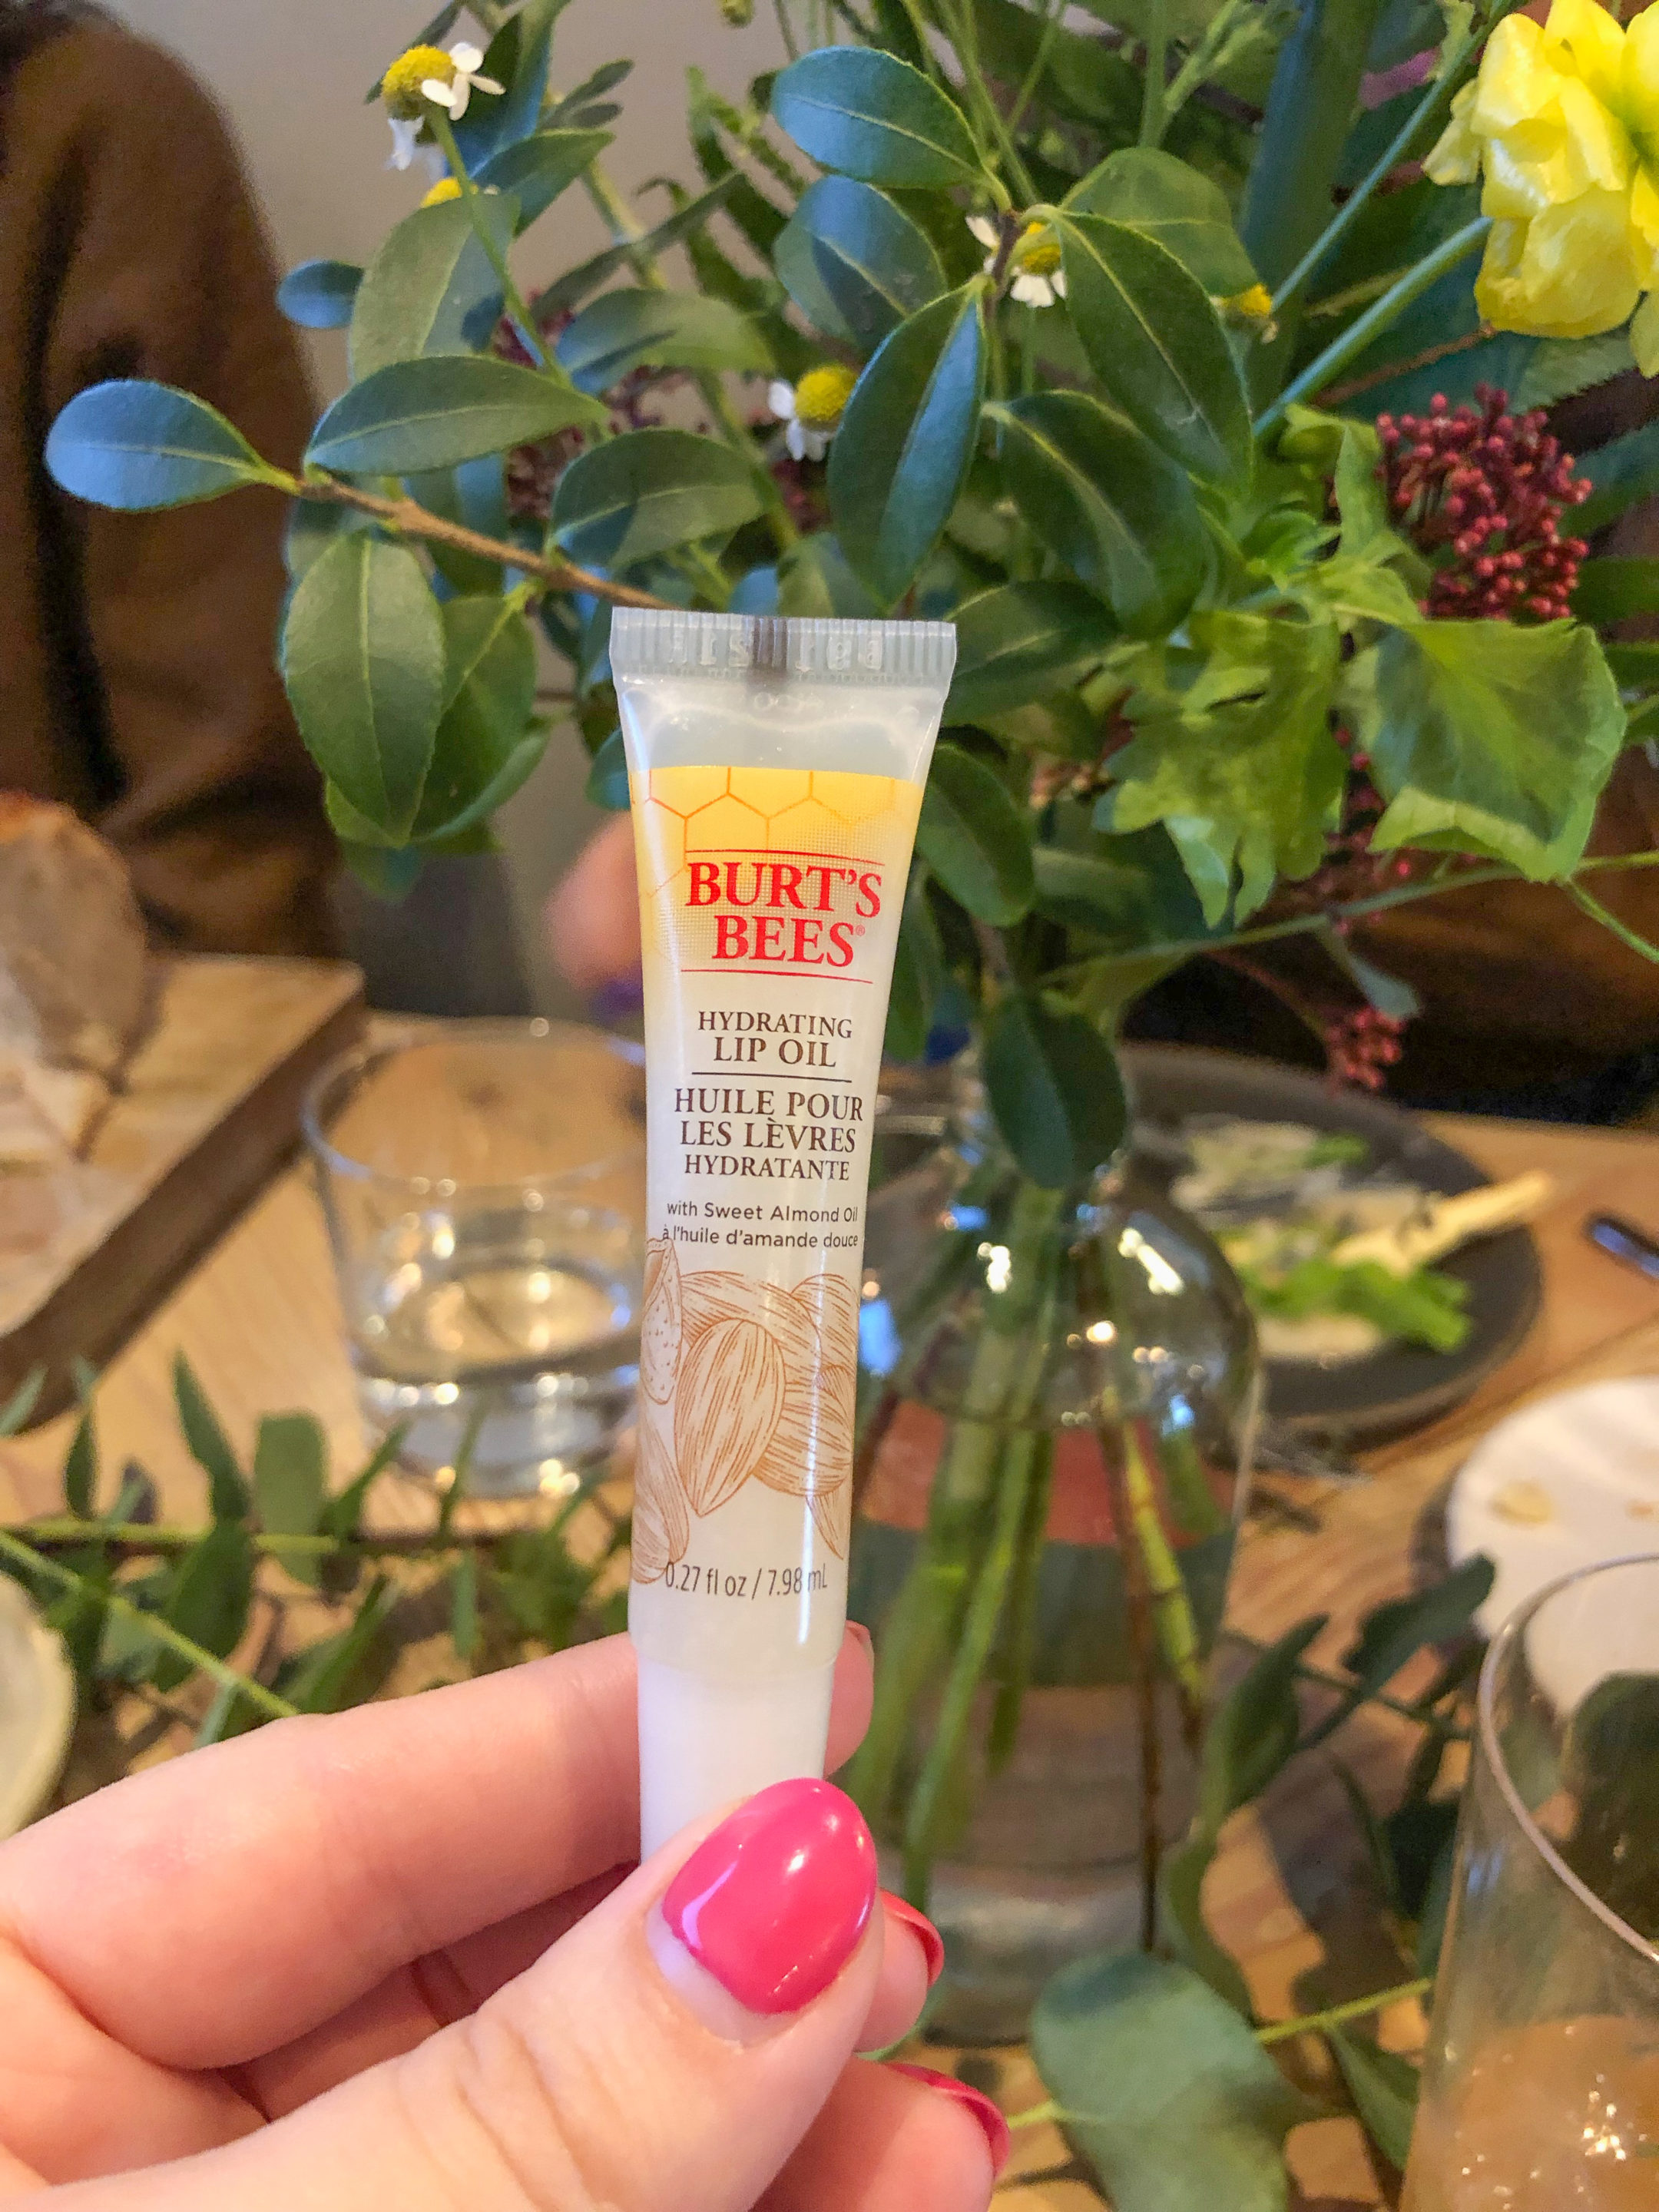 BURT'S
BEES®
HYDRATING
LIP OIL
HUILE POUR
LES LÈVRES
HYDRATANTE
with Sweet Almond Oil
à l'huile d'amande douce
0.27 fl oz / 7.98 mL